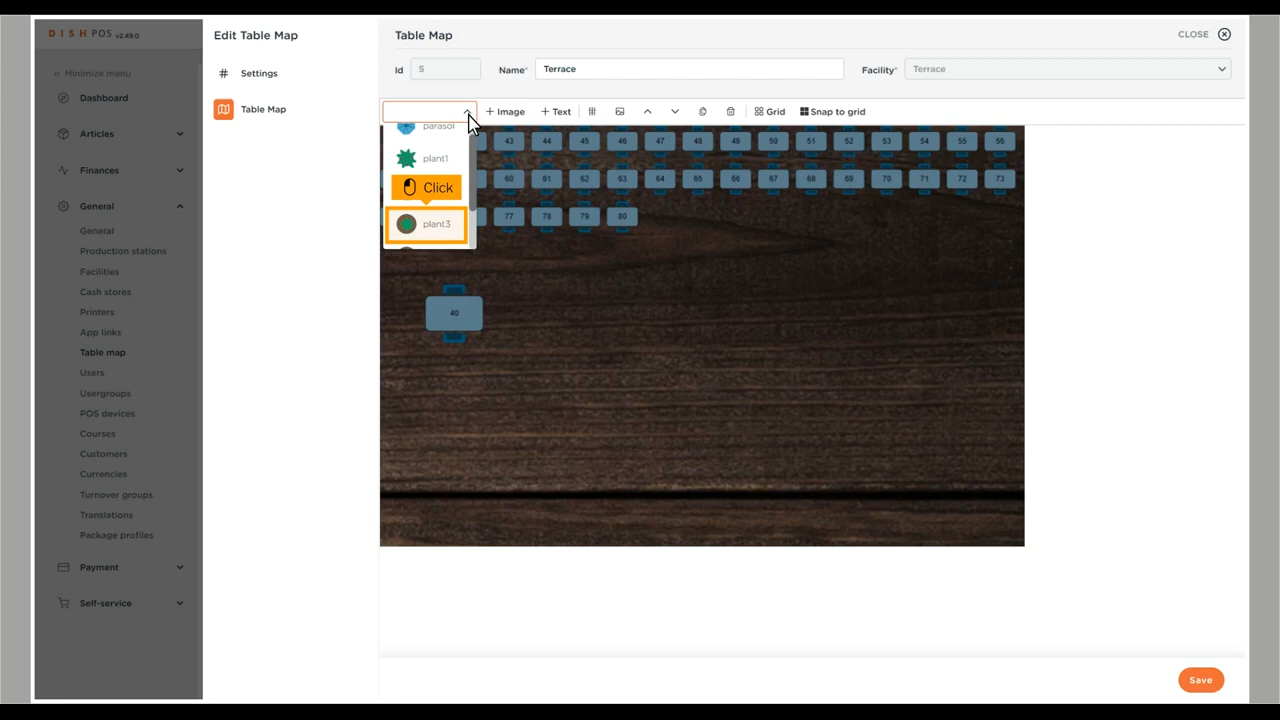 DISH POS v2.49.0
Minimize menu
Dashboard
Articles
Finances
General
General
Production stations
Facilities
Cash stores
Printers
App links
Table map
Users
Usergroups
POS devices
Courses
Customers
Currencies
Turnover groups
Translations
Package profiles
Payment
Self-service
Edit Table Map
# Settings
Table Map
Table Map
CLOSE
Id 5 Name* Terrace Facility* Terrace
+ Image + Text Grid Snap to grid
parasol
plant1
Click
plant3
43 44 45 46 47 48 49 50 51 52 53 54 55 56
60 61 62 63 64 65 66 67 68 69 70 71 72 73
77 78 79 80
40
Save